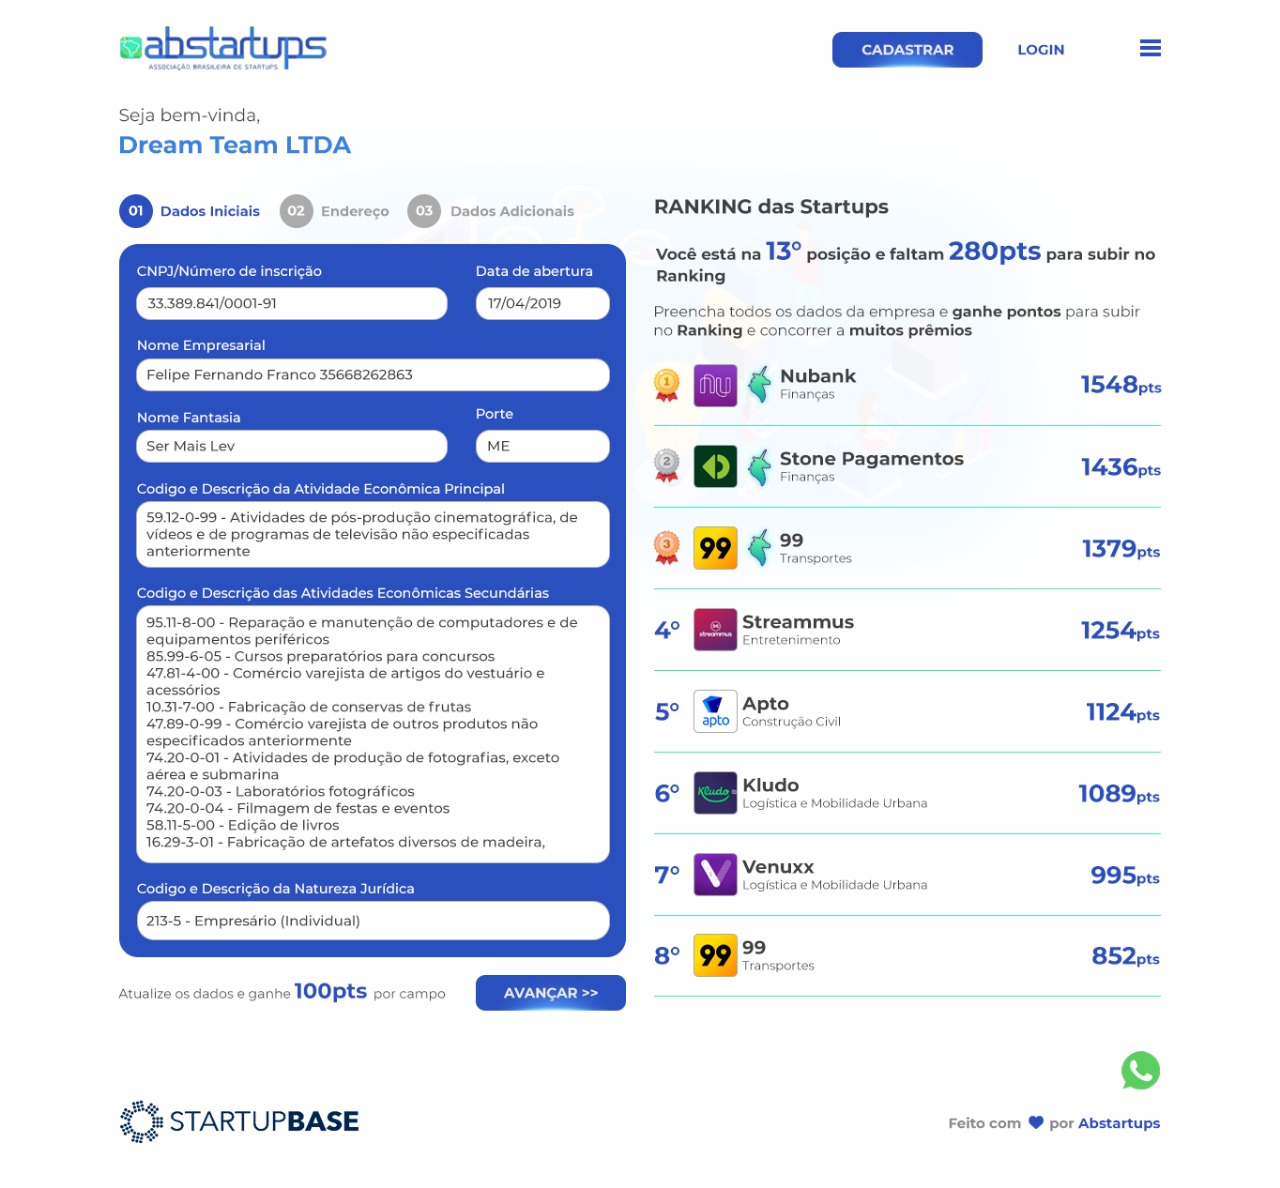 abstartups
ASSOCIAÇÃO BRASILEIRA DE STARTUPS
CADASTRAR
LOGIN
Seja bem-vinda,
Dream Team LTDA
01 Dados Iniciais
02 Endereço
03 Dados Adicionais
CNPJ/Número de inscrição
Data de abertura
33.389.841/0001-91
17/04/2019
Nome Empresarial
Felipe Fernando Franco 35668262863
Nome Fantasia
Porte
Ser Mais Lev
ME
Codigo e Descrição da Atividade Econômica Principal
59.12-0-99 - Atividades de pós-produção cinematográfica, de
vídeos e de programas de televisão não especificadas
anteriormente
Codigo e Descrição das Atividades Econômicas Secundárias
95.11-8-00 - Reparação e manutenção de computadores e de
equipamentos periféricos
85.99-6-05 - Cursos preparatórios para concursos
47.81-4-00 - Comércio varejista de artigos do vestuário e
acessórios
10.31-7-00 - Fabricação de conservas de frutas
47.89-0-99 - Comércio varejista de outros produtos não
especificados anteriormente
74.20-0-01 - Atividades de produção de fotografias, exceto
aérea e submarina
74.20-0-03 - Laboratórios fotográficos
74.20-0-04 - Filmagem de festas e eventos
58.11-5-00 - Edição de livros
16.29-3-01 - Fabricação de artefatos diversos de madeira,
Codigo e Descrição da Natureza Jurídica
213-5 - Empresário (Individual)
Atualize os dados e ganhe 100pts por campo
AVANÇAR >>
RANKING das Startups
Você está na 13° posição e faltam 280pts para subir no
Ranking
Preencha todos os dados da empresa e ganhe pontos para subir
no Ranking e concorrer a muitos prêmios
1
nu
Nubank
Finanças
1548pts
2
Stone Pagamentos
Finanças
1436pts
3
99
99
Transportes
1379pts
4°
streammus
Streammus
Entretenimento
1254pts
5°
apto
Apto
Construção Civil
1124pts
6°
Kludo
Kludo
Logística e Mobilidade Urbana
1089pts
7°
V
Venuxx
Logística e Mobilidade Urbana
995pts
8°
99
99
Transportes
852pts
STARTUPBASE
Feito com por Abstartups